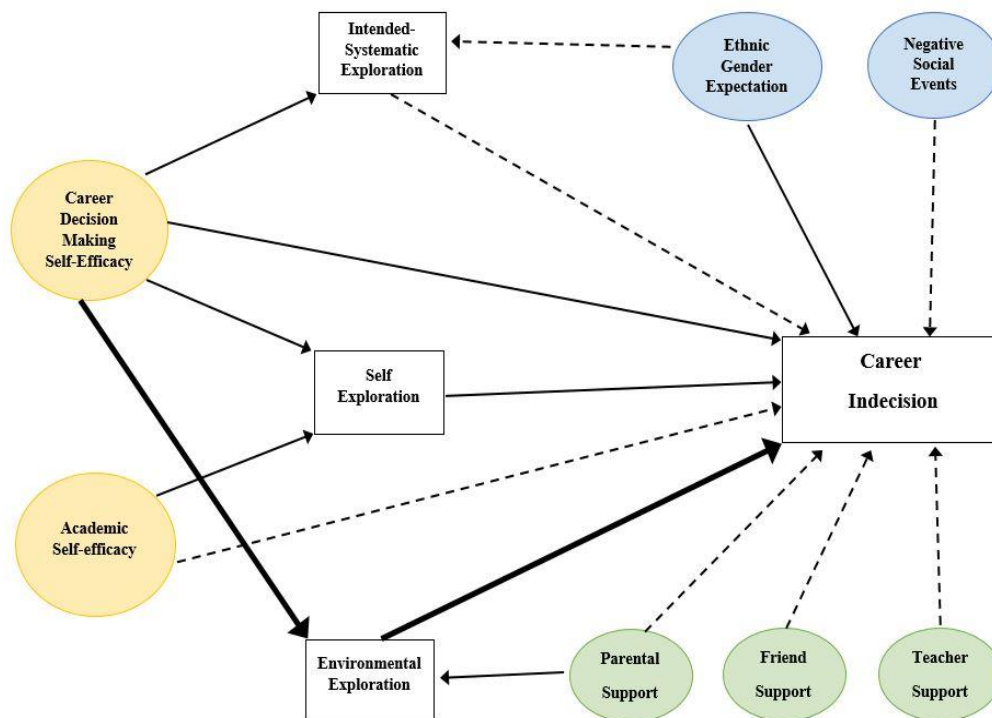 Intended-
Systematic
Exploration
Ethnic
Gender
Expectation
Negative
Social
Events
Career
Decision
Making
Self-Efficacy
Self
Exploration
Career
Indecision
Academic
Self-efficacy
Environmental
Exploration
Parental
Support
Friend
Support
Teacher
Support